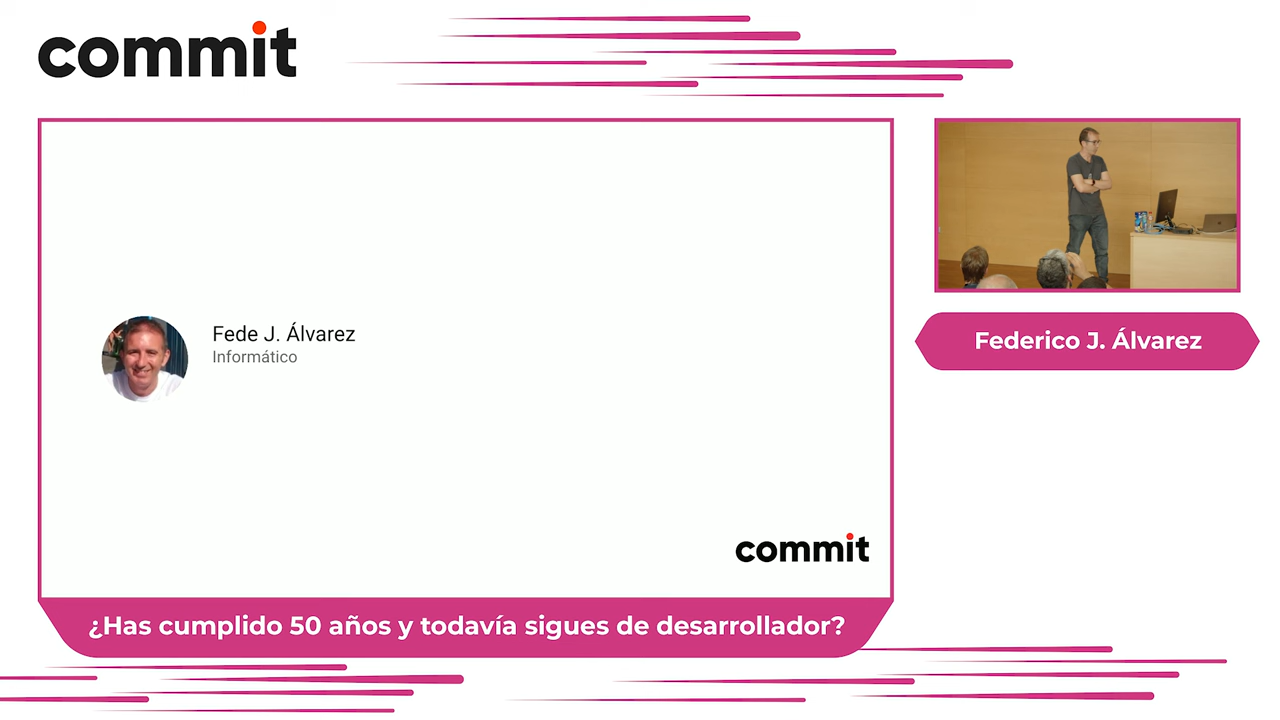 commit
Fede J. Álvarez
Informático
commit
¿Has cumplido 50 años y todavía sigues de desarrollador?
Federico J. Álvarez